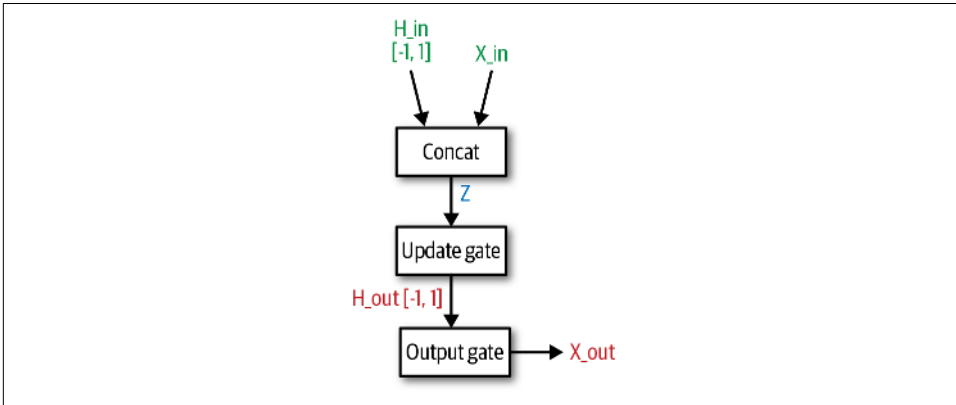 H_in
[-1, 1]
X_in
Concat
Z
Update gate
H_out [-1, 1]
Output gate
X_out